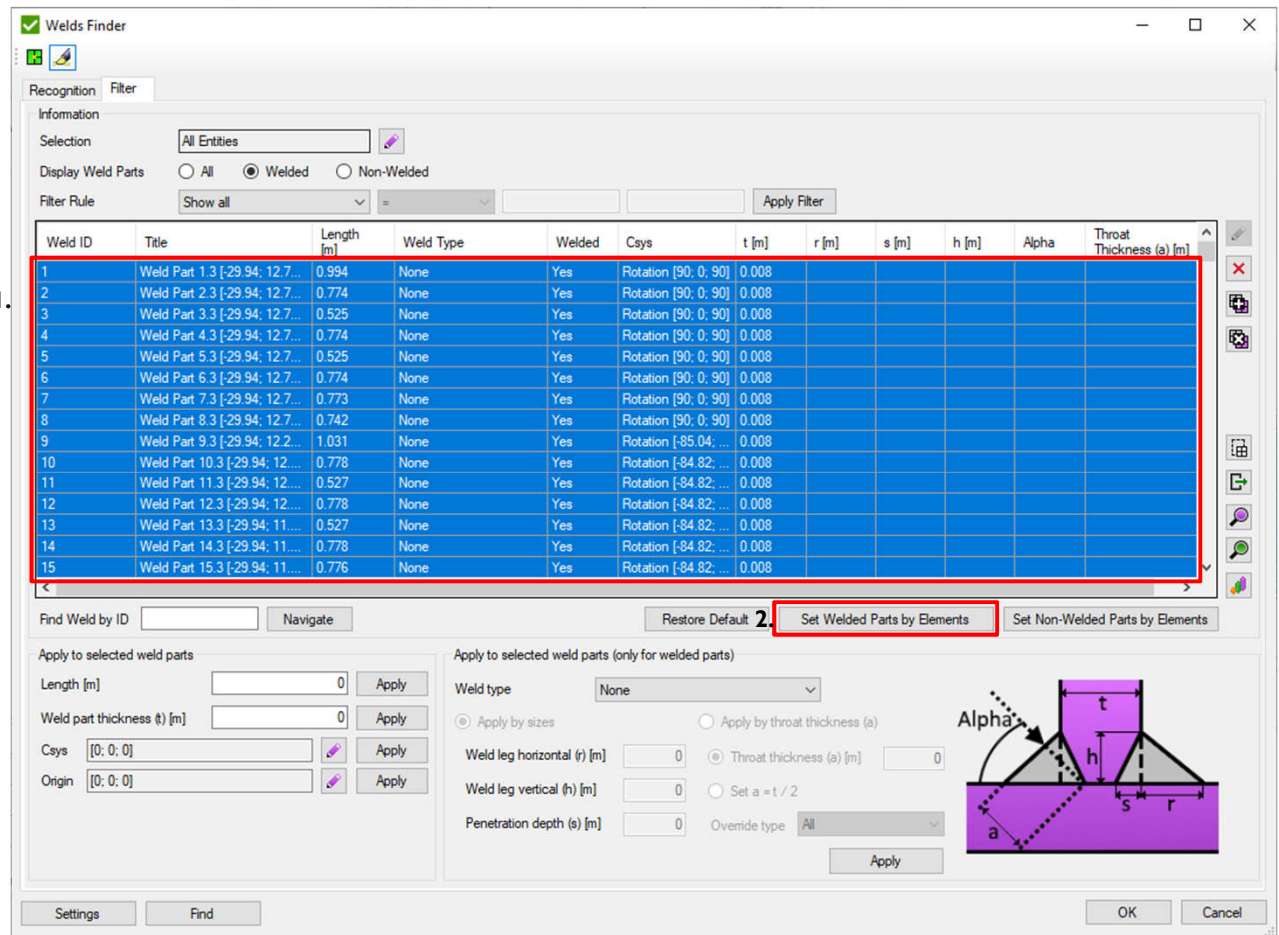 Welds Finder
Recognition Filter
Information
Selection All Entities
Display Weld Parts All Welded Non-Welded
Filter Rule Show all = Apply Filter
Weld ID Title Length [m] Weld Type Welded Csys t [m] r [m] s [m] h [m] Alpha Throat Thickness (a) [m]
1.
1 Weld Part 1.3 [-29.94; 12.7... 0.994 None Yes Rotation [90; 0; 90] 0.008
2 Weld Part 2.3 [-29.94; 12.7... 0.774 None Yes Rotation [90; 0; 90] 0.008
3 Weld Part 3.3 [-29.94; 12.7... 0.525 None Yes Rotation [90; 0; 90] 0.008
4 Weld Part 4.3 [-29.94; 12.7... 0.774 None Yes Rotation [90; 0; 90] 0.008
5 Weld Part 5.3 [-29.94; 12.7... 0.525 None Yes Rotation [90; 0; 90] 0.008
6 Weld Part 6.3 [-29.94; 12.7... 0.774 None Yes Rotation [90; 0; 90] 0.008
7 Weld Part 7.3 [-29.94; 12.7... 0.773 None Yes Rotation [90; 0; 90] 0.008
8 Weld Part 8.3 [-29.94; 12.7... 0.742 None Yes Rotation [90; 0; 90] 0.008
9 Weld Part 9.3 [-29.94; 12.2... 1.031 None Yes Rotation [-85.04; ... 0.008
10 Weld Part 10.3 [-29.94; 12.... 0.778 None Yes Rotation [-84.82; ... 0.008
11 Weld Part 11.3 [-29.94; 12.... 0.527 None Yes Rotation [-84.82; ... 0.008
12 Weld Part 12.3 [-29.94; 12.... 0.778 None Yes Rotation [-84.82; ... 0.008
13 Weld Part 13.3 [-29.94; 11.... 0.527 None Yes Rotation [-84.82; ... 0.008
14 Weld Part 14.3 [-29.94; 11.... 0.778 None Yes Rotation [-84.82; ... 0.008
15 Weld Part 15.3 [-29.94; 11.... 0.776 None Yes Rotation [-84.82; ... 0.008
Find Weld by ID Navigate Restore Default 2. Set Welded Parts by Elements Set Non-Welded Parts by Elements
Apply to selected weld parts
Length [m] 0 Apply
Weld part thickness (t) [m] 0 Apply
Csys [0; 0; 0] Apply
Origin [0; 0; 0] Apply
Apply to selected weld parts (only for welded parts)
Weld type None
Apply by sizes Apply by throat thickness (a)
Weld leg horizontal (r) [m] 0 Throat thickness (a) [m] 0
Weld leg vertical (h) [m] 0 Set a = t / 2
Penetration depth (s) [m] 0 Override type All
Apply
t
Alpha
h
s r
a
Settings Find OK Cancel